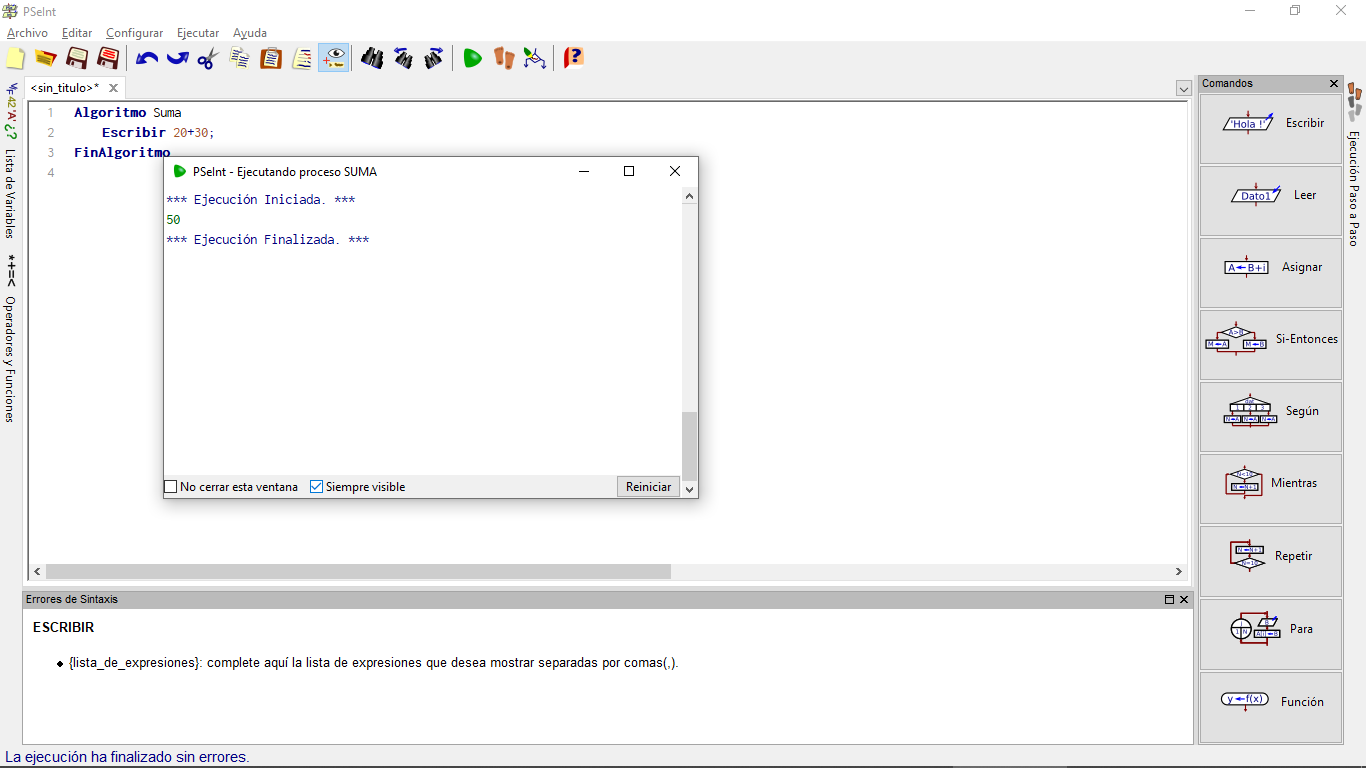 PSeInt
Archivo Editar Configurar Ejecutar Ayuda
<sin_titulo>*
1 Algoritmo Suma
2 Escribir 20+30;
3 FinAlgoritmo
4
Lista de Variables
*+=< Operadores y Funciones
PSeInt - Ejecutando proceso SUMA
*** Ejecución Iniciada. ***
50
*** Ejecución Finalizada. ***
No cerrar esta ventana Siempre visible Reiniciar
Comandos
'Hola !' Escribir
Dato1 Leer
A←B+i Asignar
A>B
M←A M←B Si-Entonces
dat
1 2 3
N←A N←A N←A Según
N<10
N←N+1 Mientras
N←N+1
N=10 Repetir
Para
y←f(x) Función
Ejecución Paso a Paso
Errores de Sintaxis
ESCRIBIR
{lista_de_expresiones}: complete aquí la lista de expresiones que desea mostrar separadas por comas(,).
La ejecución ha finalizado sin errores.